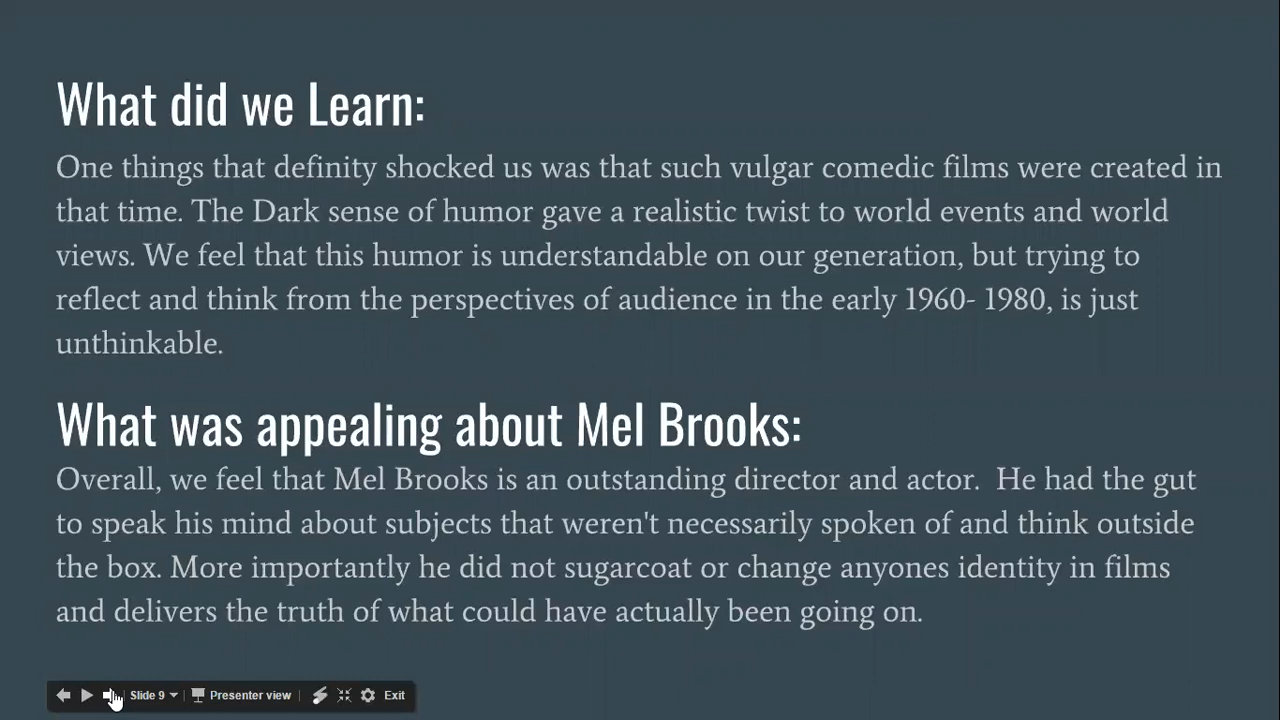 What did we Learn:
One things that definity shocked us was that such vulgar comedic films were created in
that time. The Dark sense of humor gave a realistic twist to world events and world
views. We feel that this humor is understandable on our generation, but trying to
reflect and think from the perspectives of audience in the early 1960- 1980, is just
unthinkable.
What was appealing about Mel Brooks:
Overall, we feel that Mel Brooks is an outstanding director and actor.  He had the gut
to speak his mind about subjects that weren't necessarily spoken of and think outside
the box. More importantly he did not sugarcoat or change anyones identity in films
and delivers the truth of what could have actually been going on.
Slide 9 Presenter view Exit